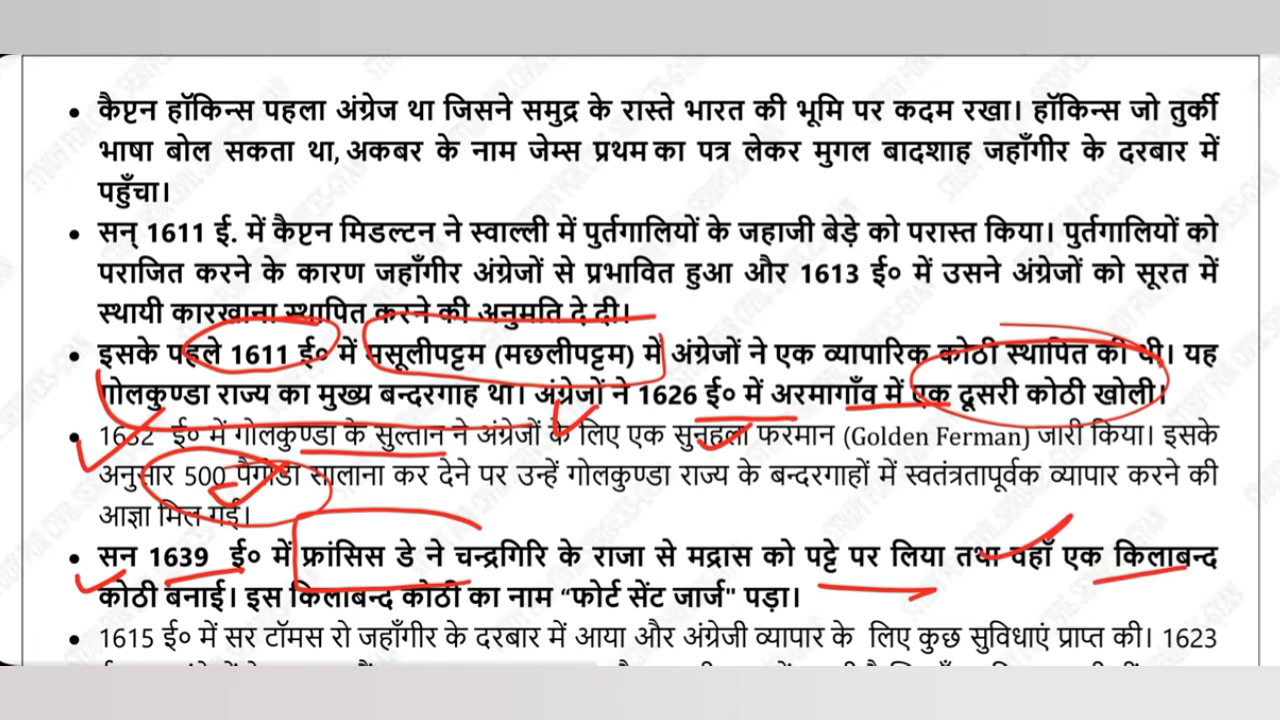 • कैप्टन हॉकिन्स पहला अंग्रेज था जिसने समुद्र के रास्ते भारत की भूमि पर कदम रखा। हॉकिन्स जो तुर्की
भाषा बोल सकता था, अकबर के नाम जेम्स प्रथम का पत्र लेकर मुगल बादशाह जहाँगीर के दरबार में
पहुँचा।
• सन् 1611 ई. में कैप्टन मिडल्टन ने स्वाल्ली में पुर्तगालियों के जहाजी बेड़े को परास्त किया। पुर्तगालियों को
पराजित करने के कारण जहाँगीर अंग्रेजों से प्रभावित हुआ और 1613 ई० में उसने अंग्रेजों को सूरत में
स्थायी कारखाना स्थापित करने की अनुमति दे दी।
• इसके पहले 1611 ई० में मसूलीपट्टम (मछलीपट्टम) में अंग्रेजों ने एक व्यापारिक कोठी स्थापित की थी। यह
गोलकुण्डा राज्य का मुख्य बन्दरगाह था। अंग्रेजों ने 1626 ई० में अरमागाँव में एक दूसरी कोठी खोली।
• 1632 ई० में गोलकुण्डा के सुल्तान ने अंग्रेजों के लिए एक सुनहला फरमान (Golden Ferman) जारी किया। इसके
अनुसार 500 पैगोडा सालाना कर देने पर उन्हें गोलकुण्डा राज्य के बन्दरगाहों में स्वतंत्रतापूर्वक व्यापार करने की
आज्ञा मिल गई।
• सन 1639 ई० में फ्रांसिस डे ने चन्द्रगिरि के राजा से मद्रास को पट्टे पर लिया तथा वहाँ एक किलाबन्द
कोठी बनाई। इस किलाबन्द कोठी का नाम “फोर्ट सेंट जार्ज" पड़ा।
• 1615 ई० में सर टॉमस रो जहाँगीर के दरबार में आया और अंग्रेजी व्यापार के लिए कुछ सुविधाएं प्राप्त की। 1623